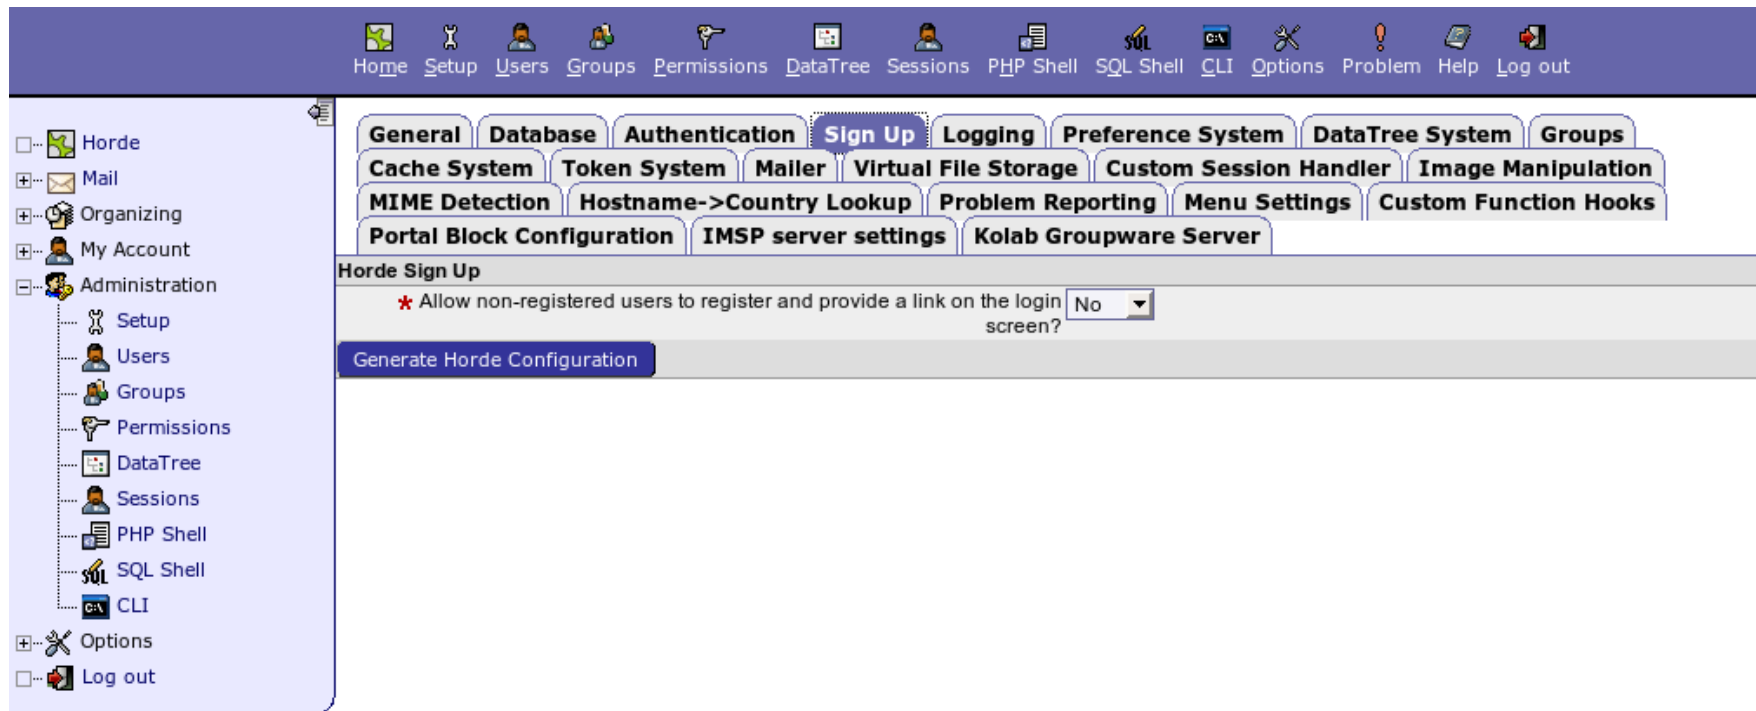 Home Setup Users Groups Permissions DataTree Sessions PHP Shell SQL Shell CLI Options Problem Help Log out
Horde
Mail
Organizing
My Account
Administration
Setup
Users
Groups
Permissions
DataTree
Sessions
PHP Shell
SQL Shell
CLI
Options
Log out
General Database Authentication Sign Up Logging Preference System DataTree System Groups
Cache System Token System Mailer Virtual File Storage Custom Session Handler Image Manipulation
MIME Detection Hostname->Country Lookup Problem Reporting Menu Settings Custom Function Hooks
Portal Block Configuration IMSP server settings Kolab Groupware Server
Horde Sign Up
* Allow non-registered users to register and provide a link on the login No
screen?
Generate Horde Configuration